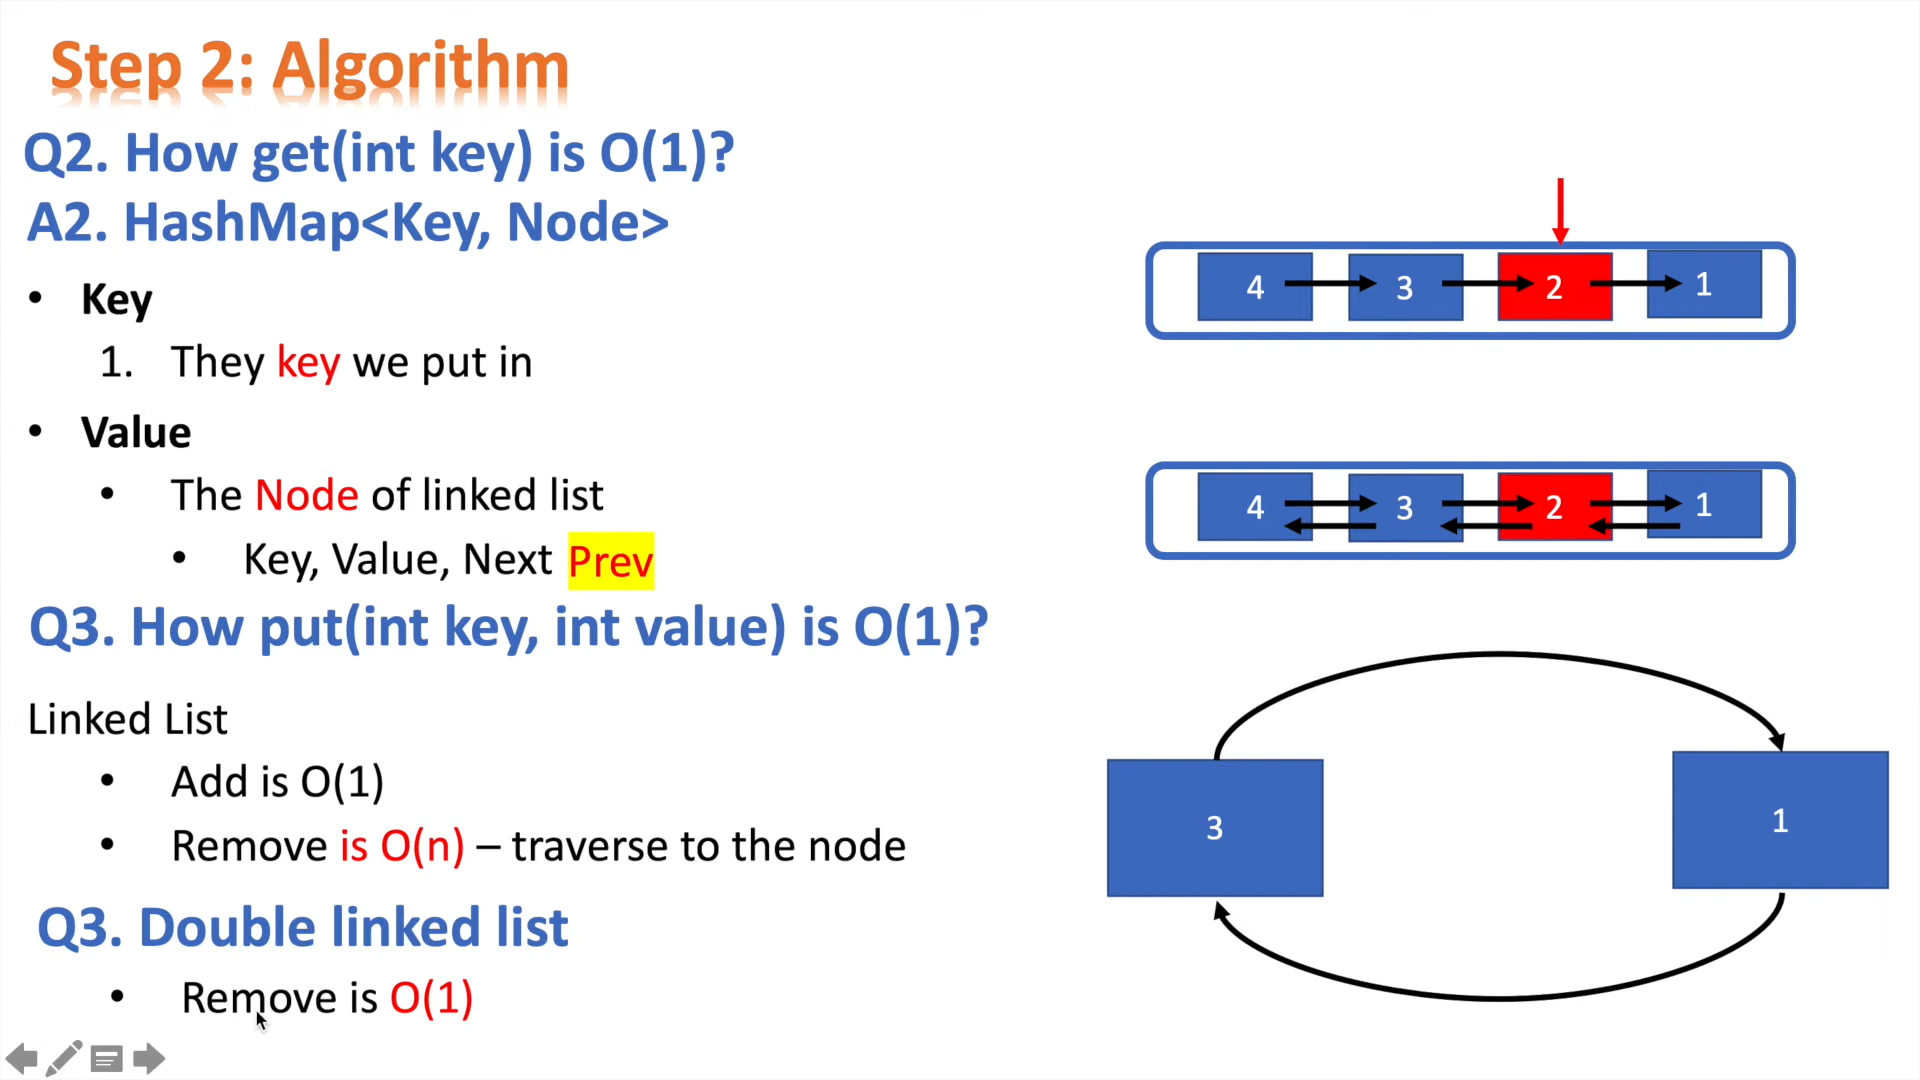 Step 2: Algorithm
Q2. How get(int key) is O(1)?
A2. HashMap<Key, Node>
• Key
1. They key we put in
• Value
• The Node of linked list
• Key, Value, Next Prev
Q3. How put(int key, int value) is O(1)?
Linked List
• Add is O(1)
• Remove is O(n) – traverse to the node
Q3. Double linked list
• Remove is O(1)
4 3 2 1
4 3 2 1
3 1